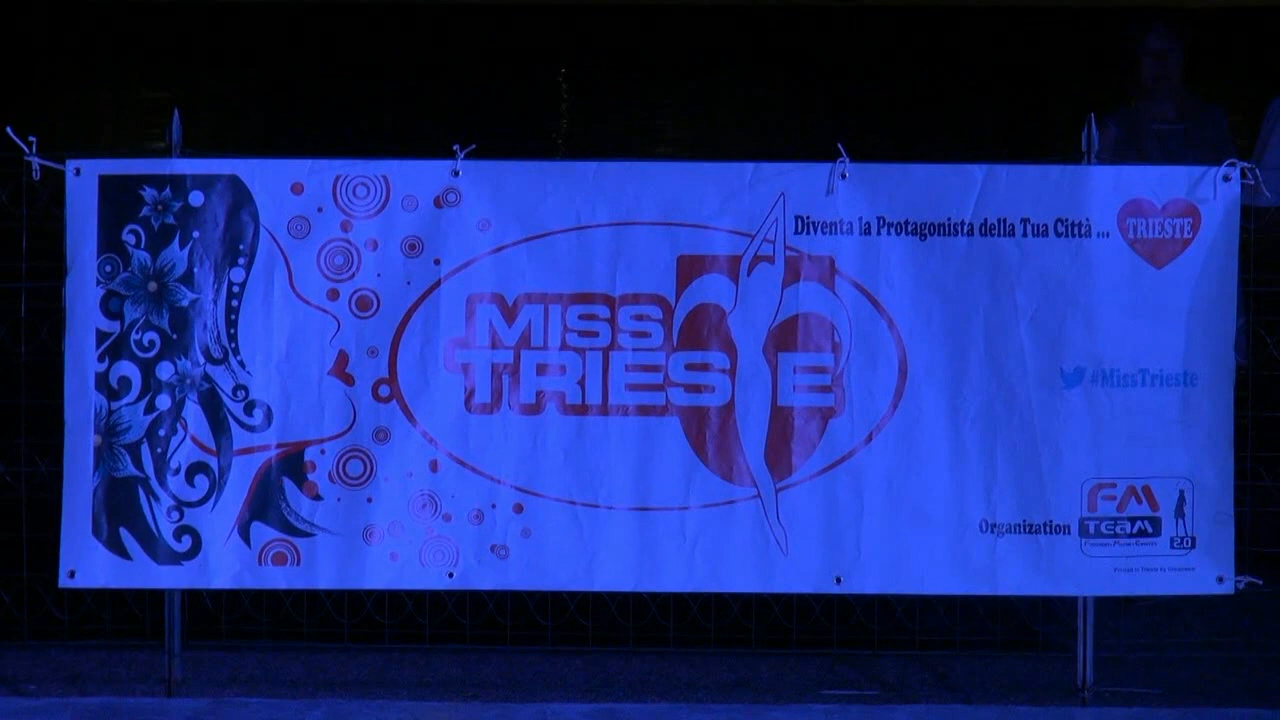 Diventa la Protagonista della Tua Città ...
TRIESTE
MISS
TRIESTE
#MissTrieste
Organization
FM
TEAM
2.0